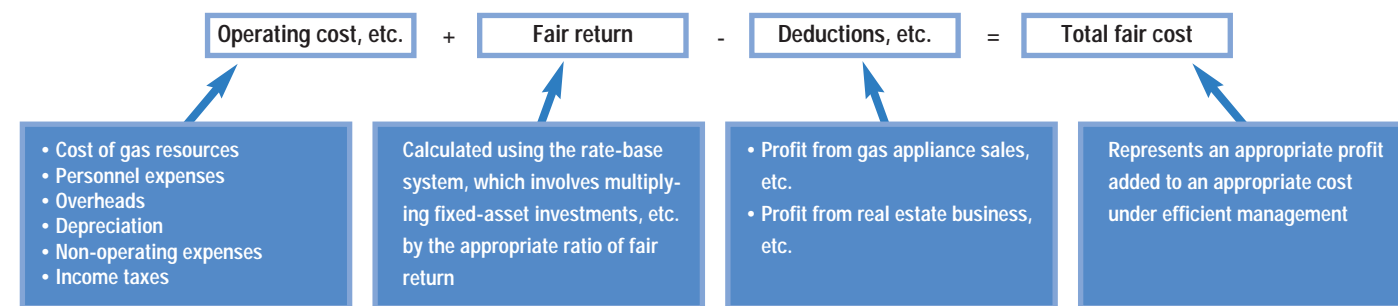 Operating cost, etc. + Fair return - Deductions, etc. = Total fair cost
• Cost of gas resources
• Personnel expenses
• Overheads
• Depreciation
• Non-operating expenses
• Income taxes
Calculated using the rate-base
system, which involves multiply-
ing fixed-asset investments, etc.
by the appropriate ratio of fair
return
• Profit from gas appliance sales,
etc.
• Profit from real estate business,
etc.
Represents an appropriate profit
added to an appropriate cost
under efficient management